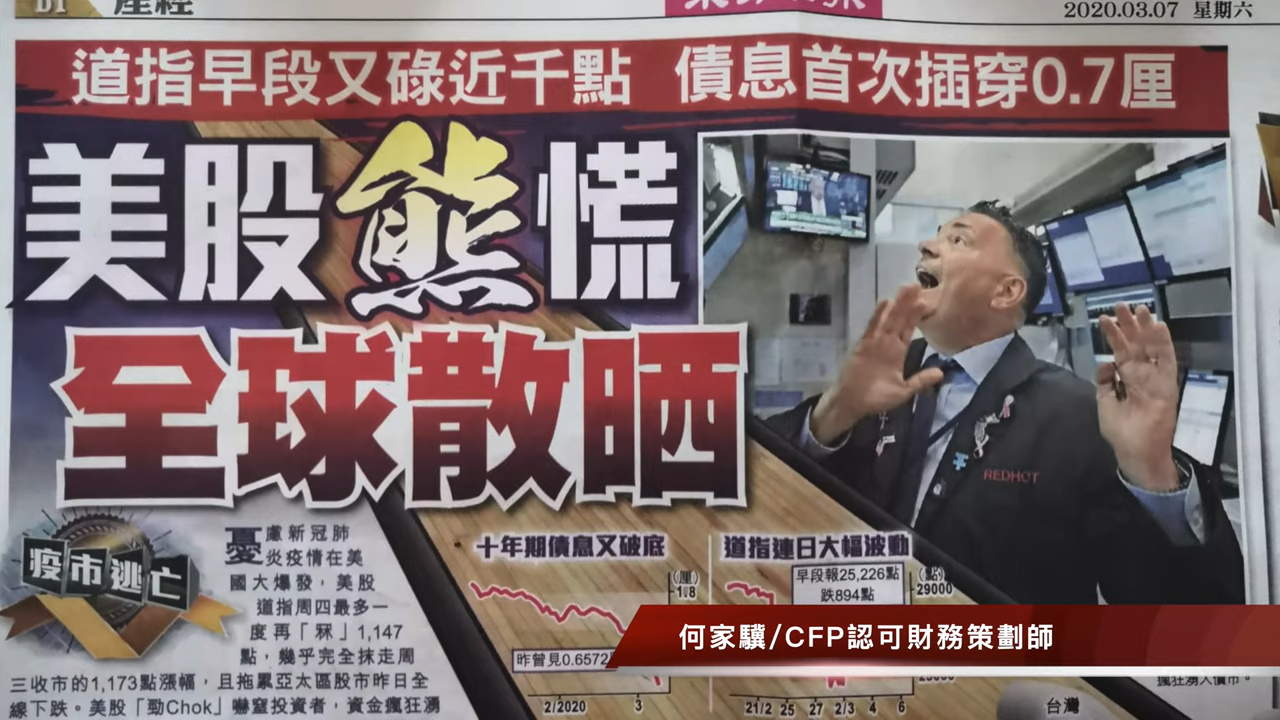 B1 產經
2020.03.07 星期六
道指早段又碌近千點 債息首次插穿0.7厘
美股熊慌
全球散晒
REDHOT
疫市逃亡
憂慮新冠肺
炎疫情在美
國大爆發，美股
道指周四最多一
度再「冧」1,147
點，幾乎完全抹走周
三收市的1,173點漲幅，且拖累亞太區股市昨日全
線下跌。美股「勁Chok」嚇窒投資者，資金瘋狂湧
十年期債息又破底
(厘)
1.8
昨曾見0.6572
2/2020 3
道指連日大幅波動
早段報25,226點
跌894點
(點)
29000
21/2 25 27 2/3 4 6
何家驥/CFP認可財務策劃師
瘋狂湧入債市。
台灣